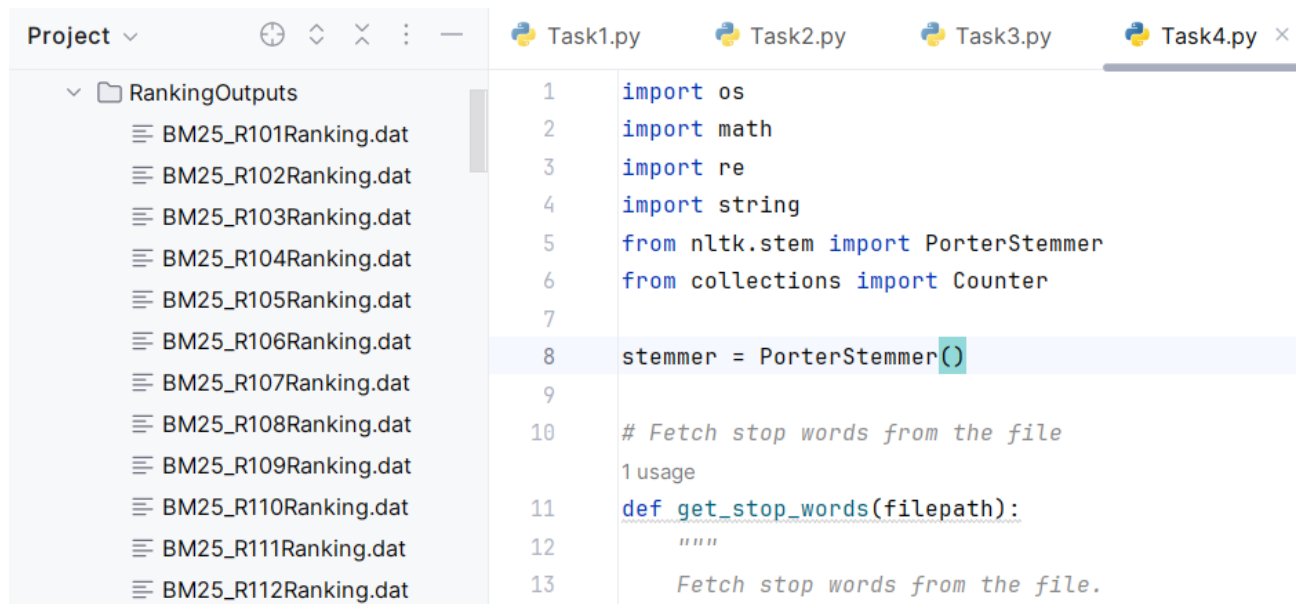 Project
RankingOutputs
BM25_R101Ranking.dat
BM25_R102Ranking.dat
BM25_R103Ranking.dat
BM25_R104Ranking.dat
BM25_R105Ranking.dat
BM25_R106Ranking.dat
BM25_R107Ranking.dat
BM25_R108Ranking.dat
BM25_R109Ranking.dat
BM25_R110Ranking.dat
BM25_R111Ranking.dat
BM25_R112Ranking.dat
Task1.py Task2.py Task3.py Task4.py
1 import os
2 import math
3 import re
4 import string
5 from nltk.stem import PorterStemmer
6 from collections import Counter
7
8 stemmer = PorterStemmer()
9
10 # Fetch stop words from the file
1 usage
11 def get_stop_words(filepath):
12 """
13 Fetch stop words from the file.